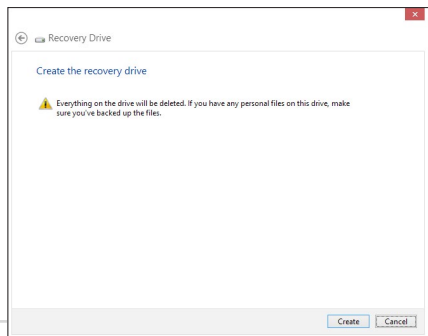 Recovery Drive
Create the recovery drive
Everything on the drive will be deleted. If you have any personal files on this drive, make
sure you've backed up the files.
Create Cancel